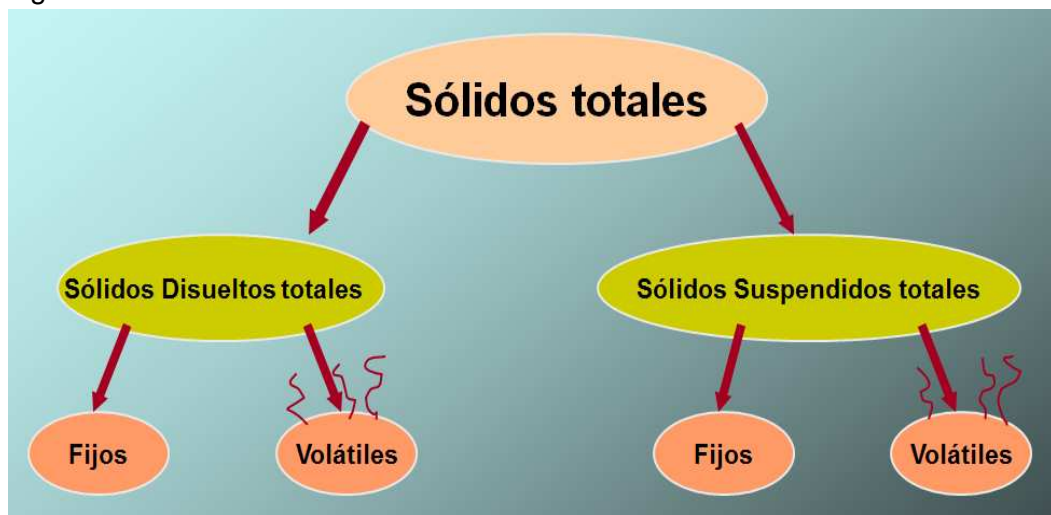 Sólidos totales
Sólidos Disueltos totales
Sólidos Suspendidos totales
Fijos
Volátiles
Fijos
Volátiles